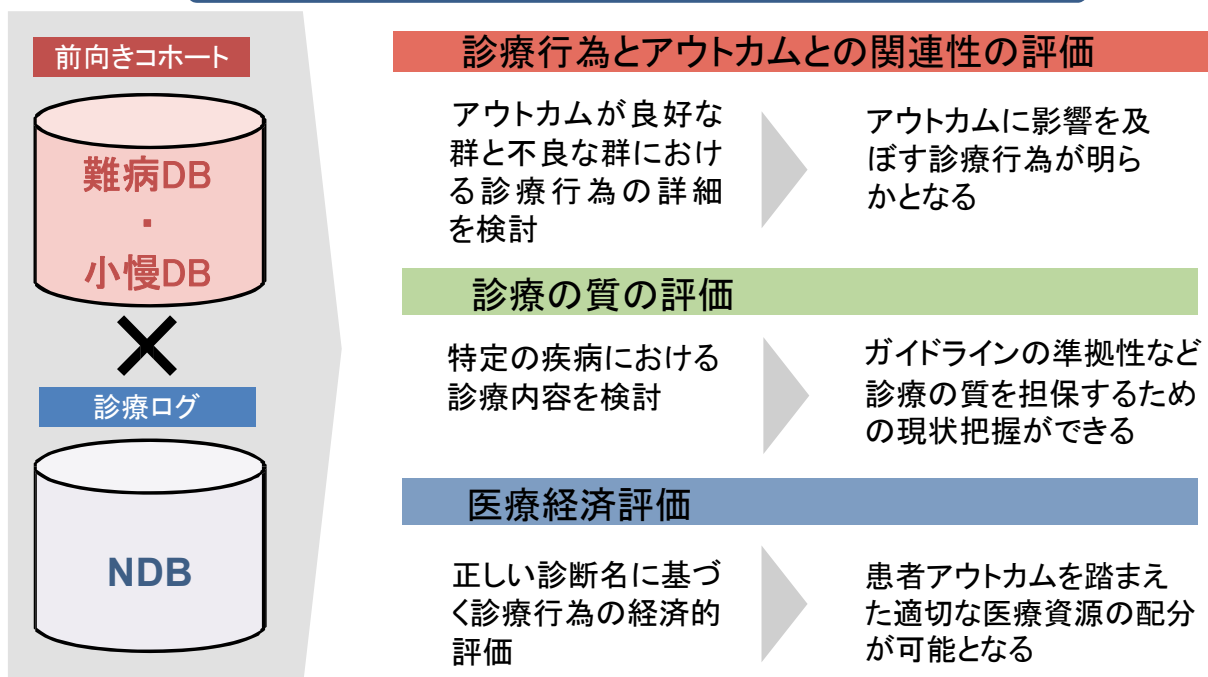 前向きコホート
難病DB
・
小慢DB
×
診療ログ
NDB
診療行為とアウトカムとの関連性の評価
アウトカムが良好な
群と不良な群におけ
る診療行為の詳細
を検討
アウトカムに影響を及
ぼす診療行為が明ら
かとなる
診療の質の評価
特定の疾病における
診療内容を検討
ガイドラインの準拠性など
診療の質を担保するため
の現状把握ができる
医療経済評価
正しい診断名に基づ
く診療行為の経済的
評価
患者アウトカムを踏まえ
た適切な医療資源の配分
が可能となる